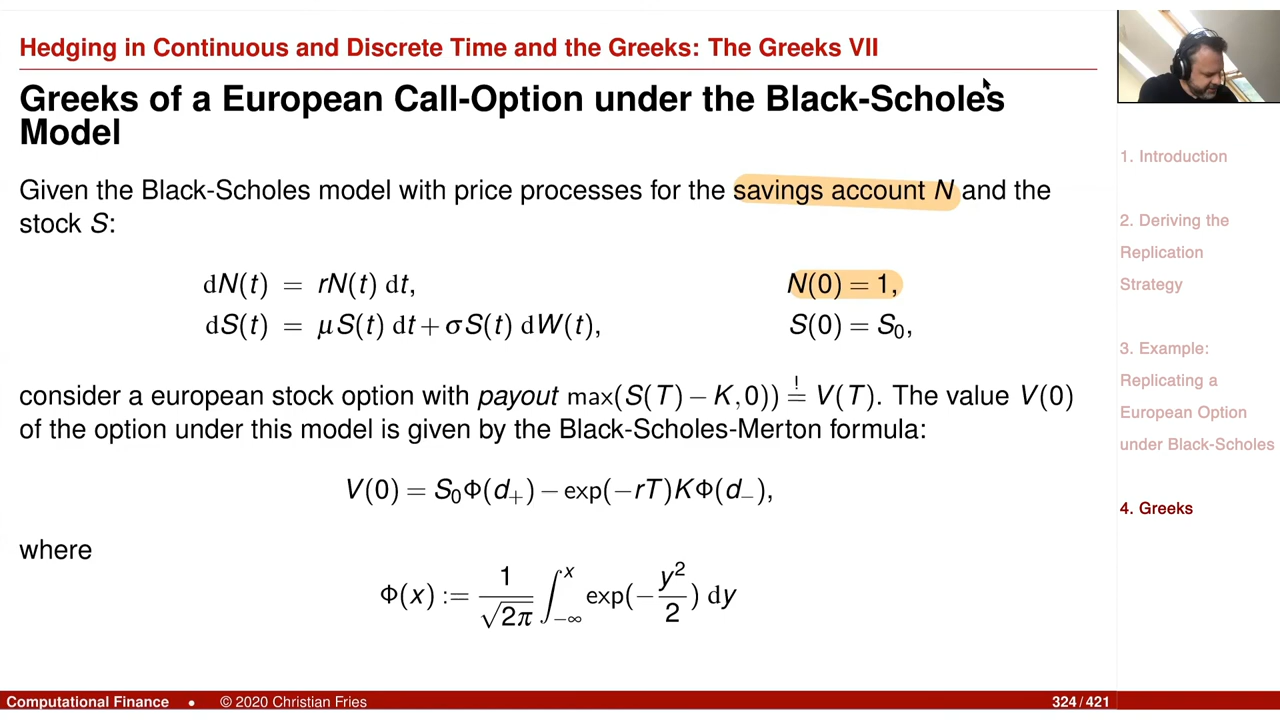 Hedging in Continuous and Discrete Time and the Greeks: The Greeks VII
Greeks of a European Call-Option under the Black-Scholes
Model
Given the Black-Scholes model with price processes for the savings account N and the
stock S:
dN(t) = rN(t) dt, N(0) = 1,
dS(t) = μS(t) dt + σS(t) dW(t), S(0) = S₀,
consider a european stock option with payout max(S(T) − K, 0)) =! V(T). The value V(0)
of the option under this model is given by the Black-Scholes-Merton formula:
V(0) = S₀Φ(d₊) − exp(−rT)KΦ(d₋),
where
Φ(x) := 1/√2π ∫_{−∞}^{x} exp(−y²/2) dy
1. Introduction
2. Deriving the
Replication
Strategy
3. Example:
Replicating a
European Option
under Black-Scholes
4. Greeks
Computational Finance • © 2020 Christian Fries 324/421